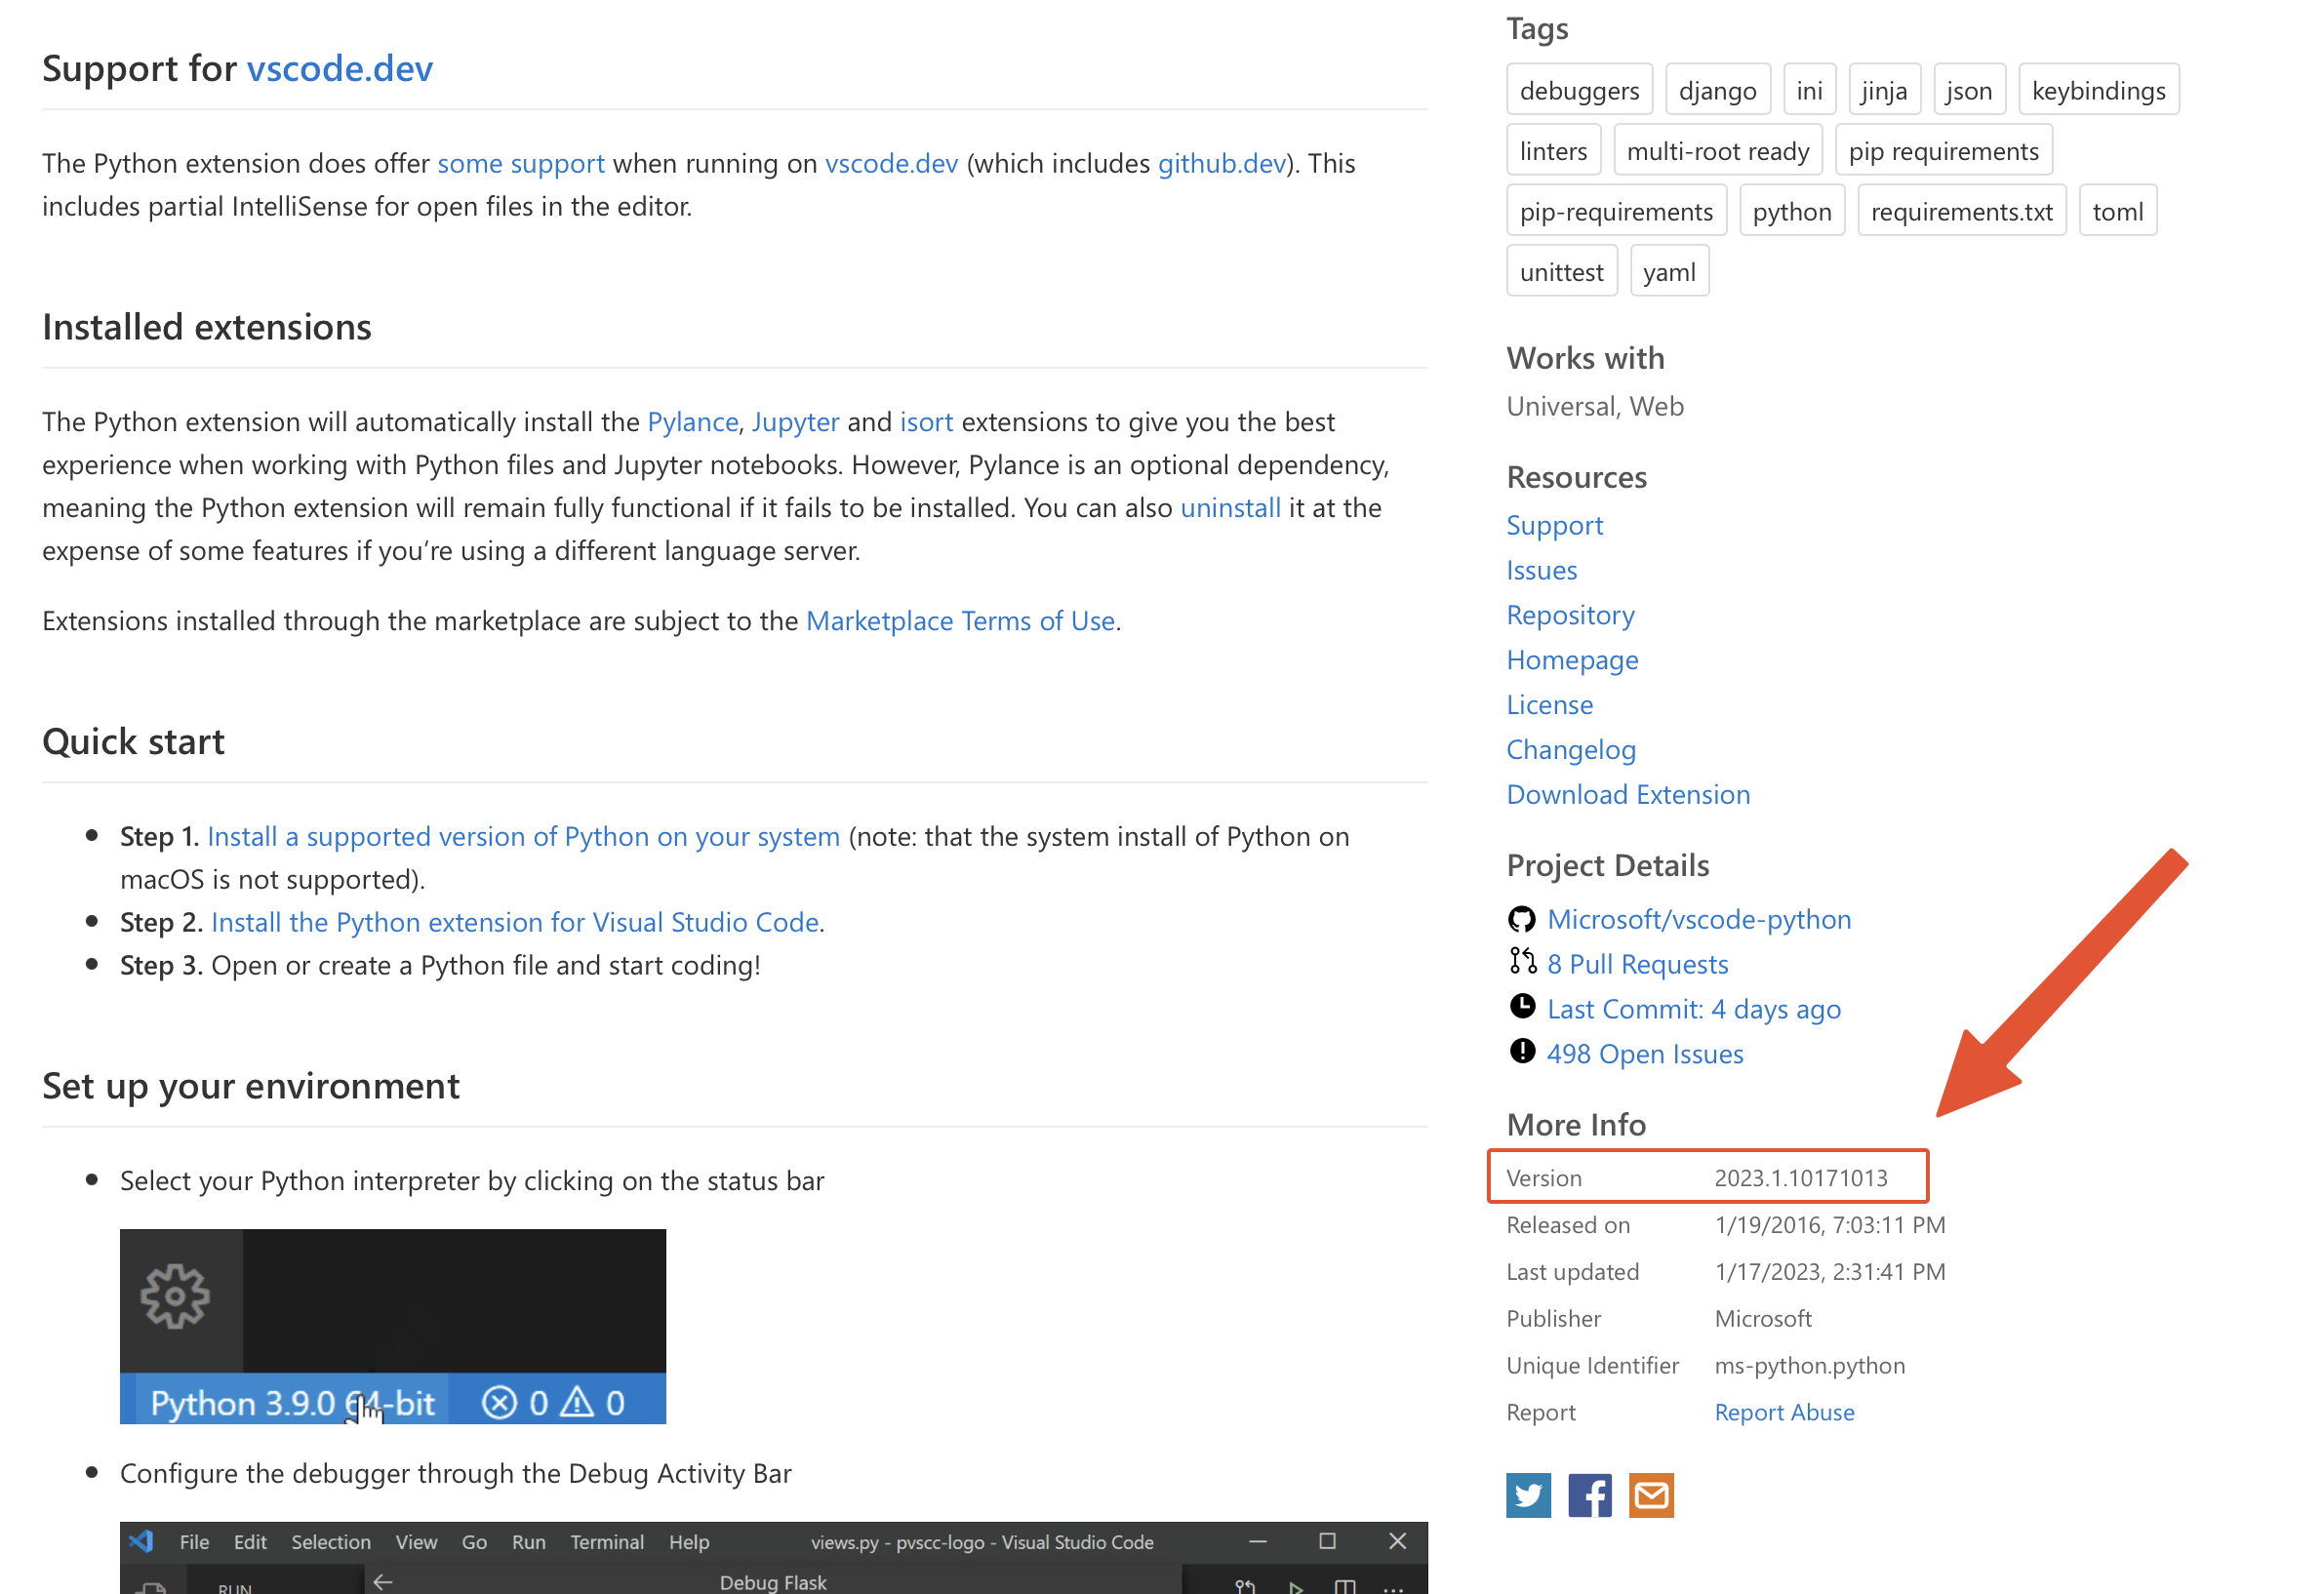 Support for vscode.dev
The Python extension does offer some support when running on vscode.dev (which includes github.dev). This
includes partial IntelliSense for open files in the editor.
Installed extensions
The Python extension will automatically install the Pylance, Jupyter and isort extensions to give you the best
experience when working with Python files and Jupyter notebooks. However, Pylance is an optional dependency,
meaning the Python extension will remain fully functional if it fails to be installed. You can also uninstall it at the
expense of some features if you’re using a different language server.
Extensions installed through the marketplace are subject to the Marketplace Terms of Use.
Quick start
Step 1. Install a supported version of Python on your system (note: that the system install of Python on
macOS is not supported).
Step 2. Install the Python extension for Visual Studio Code.
Step 3. Open or create a Python file and start coding!
Set up your environment
Select your Python interpreter by clicking on the status bar
Python 3.9.0 64-bit 0 0
Configure the debugger through the Debug Activity Bar
File Edit Selection View Go Run Terminal Help views.py - pvscc-logo - Visual Studio Code
RUN Debug Flask
Tags
debuggers django ini jinja json keybindings
linters multi-root ready pip requirements
pip-requirements python requirements.txt toml
unittest yaml
Works with
Universal, Web
Resources
Support
Issues
Repository
Homepage
License
Changelog
Download Extension
Project Details
Microsoft/vscode-python
8 Pull Requests
Last Commit: 4 days ago
498 Open Issues
More Info
Version 2023.1.10171013
Released on 1/19/2016, 7:03:11 PM
Last updated 1/17/2023, 2:31:41 PM
Publisher Microsoft
Unique Identifier ms-python.python
Report Report Abuse